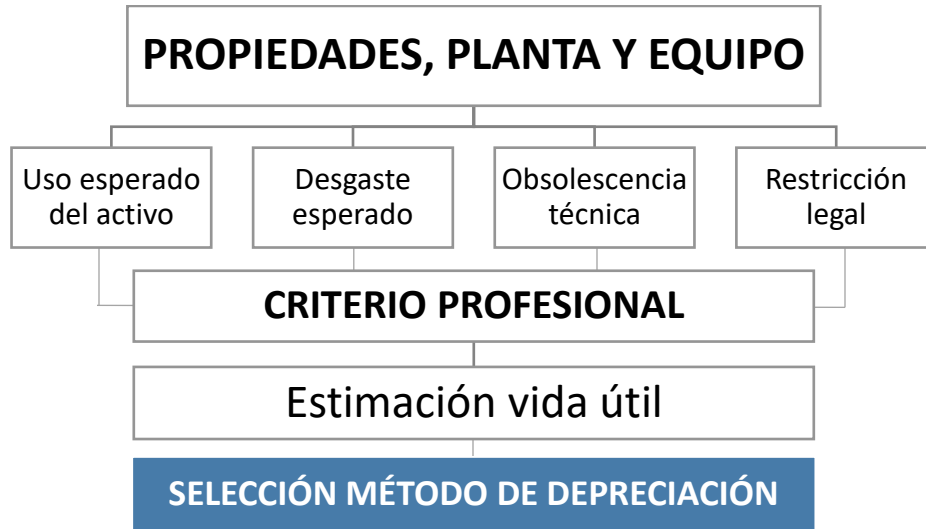 PROPIEDADES, PLANTA Y EQUIPO
Uso esperado
del activo
Desgaste
esperado
Obsolescencia
técnica
Restricción
legal
CRITERIO PROFESIONAL
Estimación vida útil
SELECCIÓN MÉTODO DE DEPRECIACIÓN